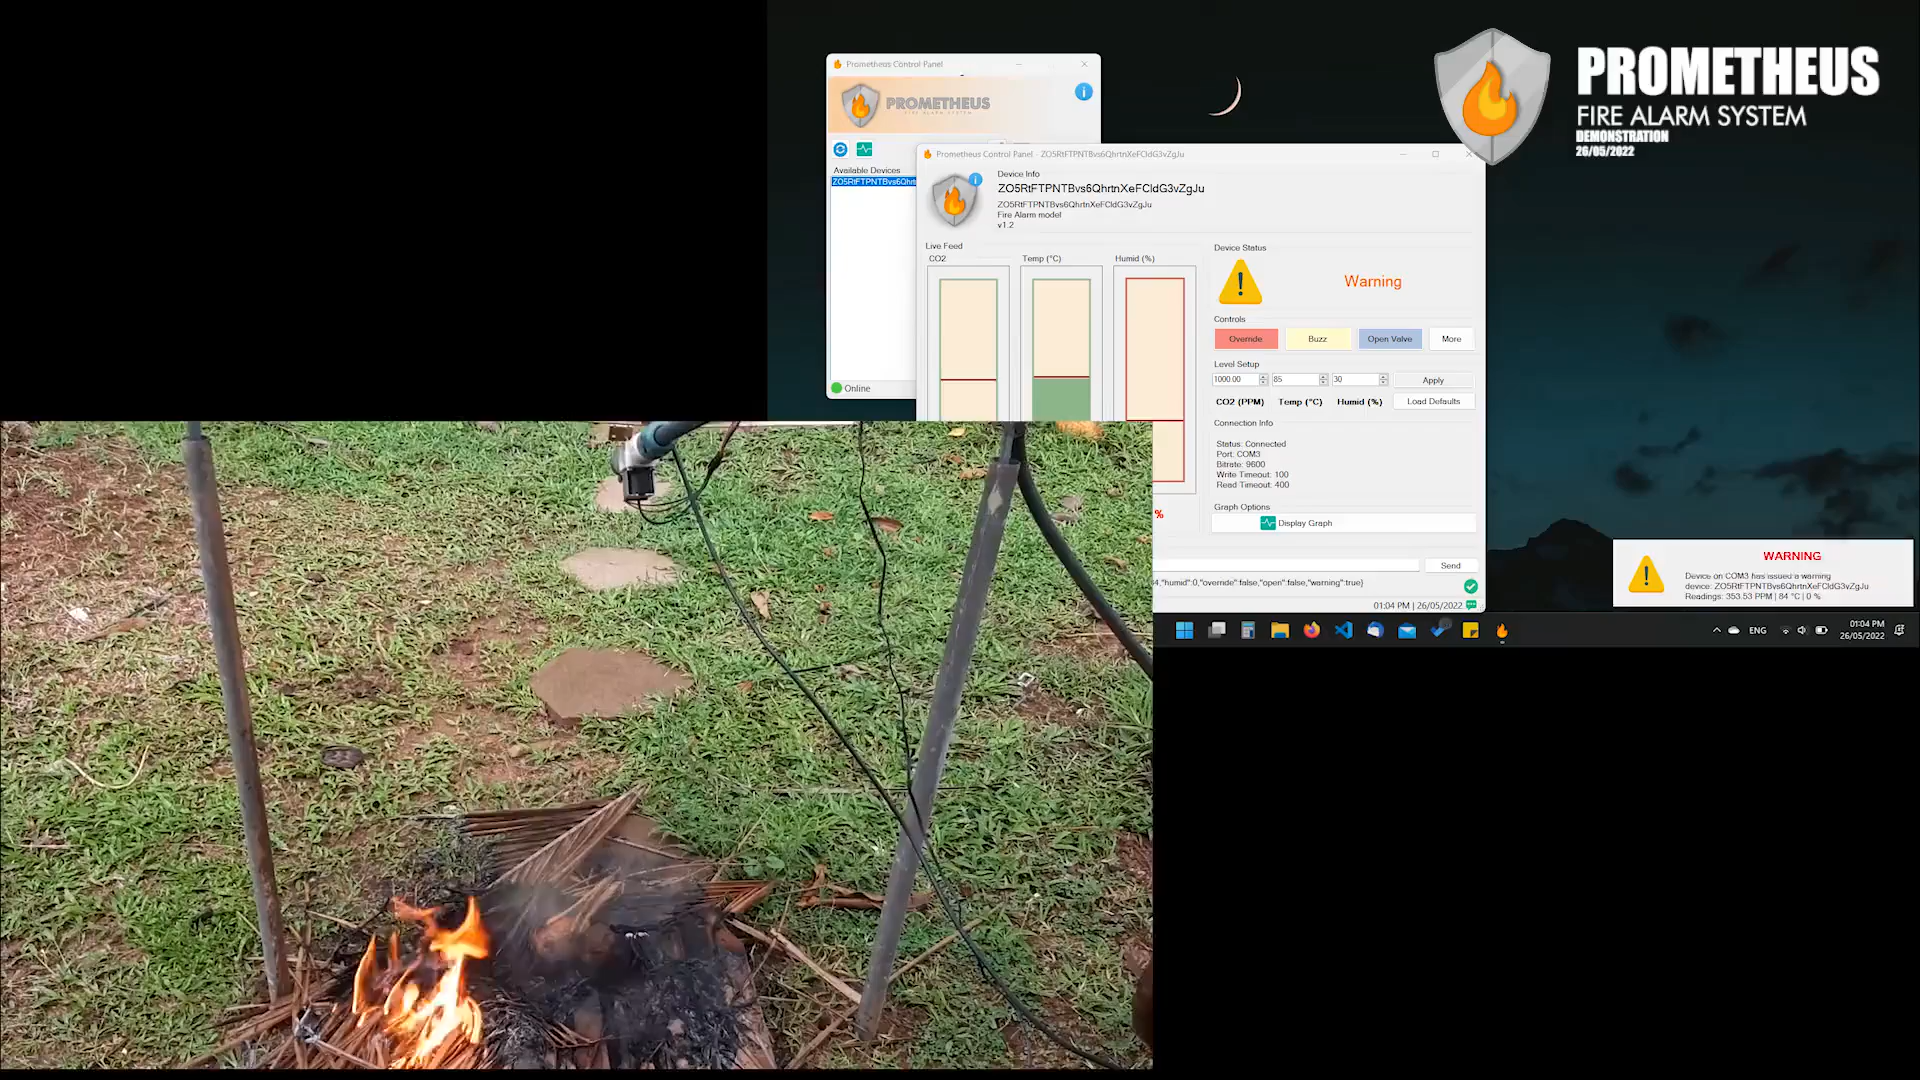 PROMETHEUS
FIRE ALARM SYSTEM
DEMONSTRATION
26/05/2022
Prometheus Control Panel
PROMETHEUS
FIRE ALARM SYSTEM
Available Devices
Online
Prometheus Control Panel - ZO5RtFTPNTBvs6QhrtnXeFCldG3vZgJu
Device Info
ZO5RtFTPNTBvs6QhrtnXeFCldG3vZgJu
ZO5RtFTPNTBvs6QhrtnXeFCldG3vZgJu
Fire Alarm model
v1.2
Live Feed
CO2
Temp (°C)
Humid (%)
%
Device Status
Warning
Controls
Override
Buzz
Open Valve
More
Level Setup
1000.00
85
30
Apply
CO2 (PPM)
Temp (°C)
Humid (%)
Load Defaults
Connection Info
Status: Connected
Port: COM3
Bitrate: 9600
Write Timeout: 100
Read Timeout: 400
Graph Options
Display Graph
Send
4,"humid":0,"override":false,"open":false,"warning":true}
01:04 PM | 26/05/2022
WARNING
Device on COM3 has issued a warning
device: ZO5RtFTPNTBvs6QhrtnXeFCldG3vZgJu
Readings: 353.53 PPM | 84 °C | 0 %
ENG
01:04 PM
26/05/2022